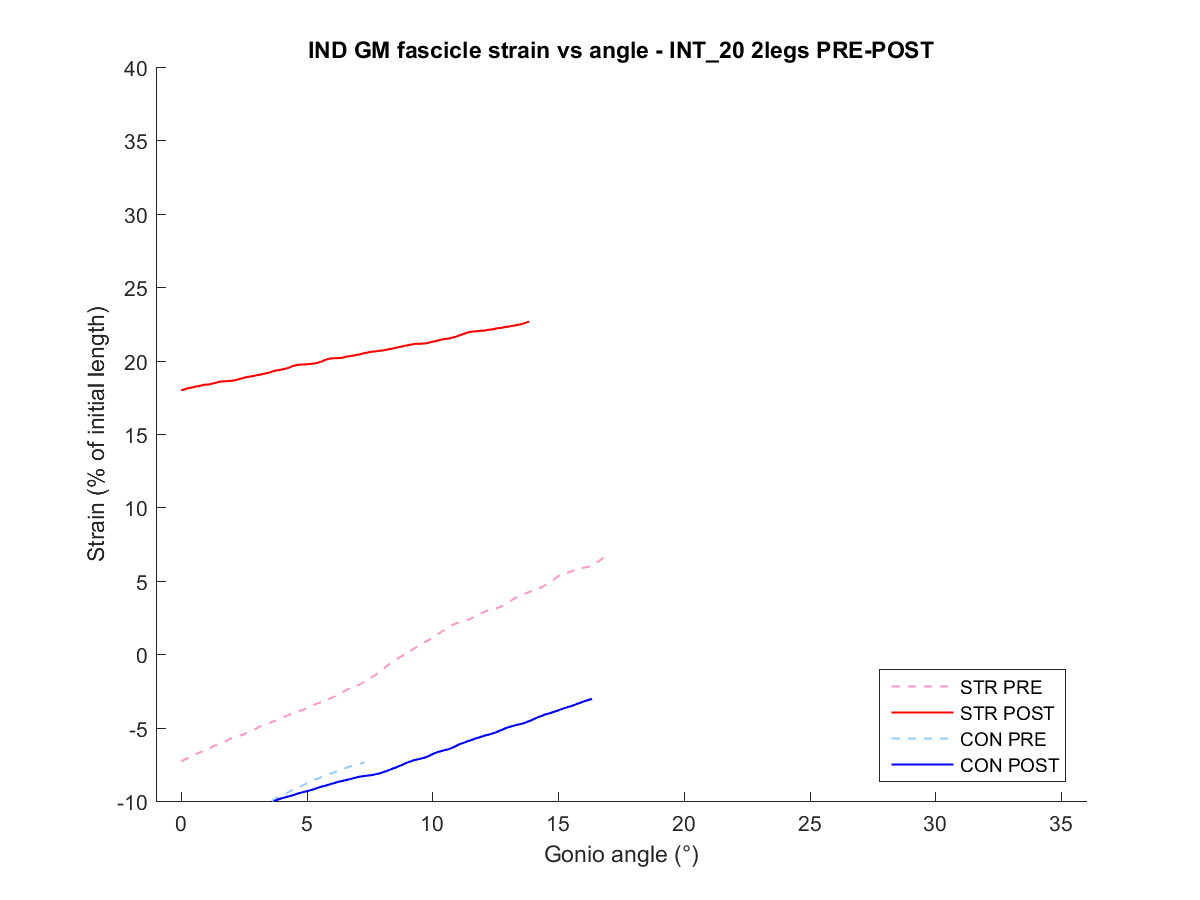 IND GM fascicle strain vs angle - INT_20 2legs PRE-POST
40
35
30
25
20
15
10
5
0
-5
-10
Strain (% of initial length)
0 5 10 15 20 25 30 35
Gonio angle (°)
STR PRE
STR POST
CON PRE
CON POST